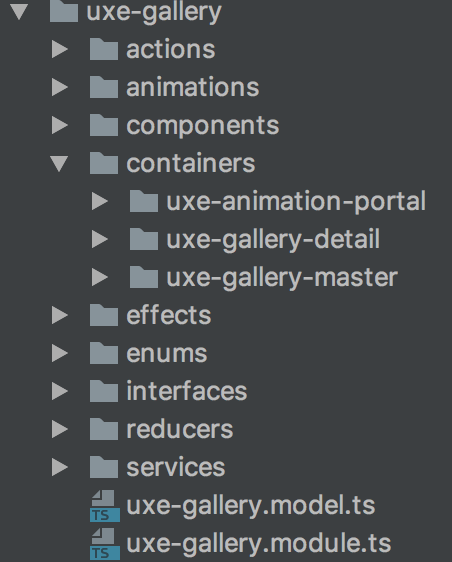 uxe-gallery
actions
animations
components
containers
uxe-animation-portal
uxe-gallery-detail
uxe-gallery-master
effects
enums
interfaces
reducers
services
TS uxe-gallery.model.ts
TS uxe-gallery.module.ts